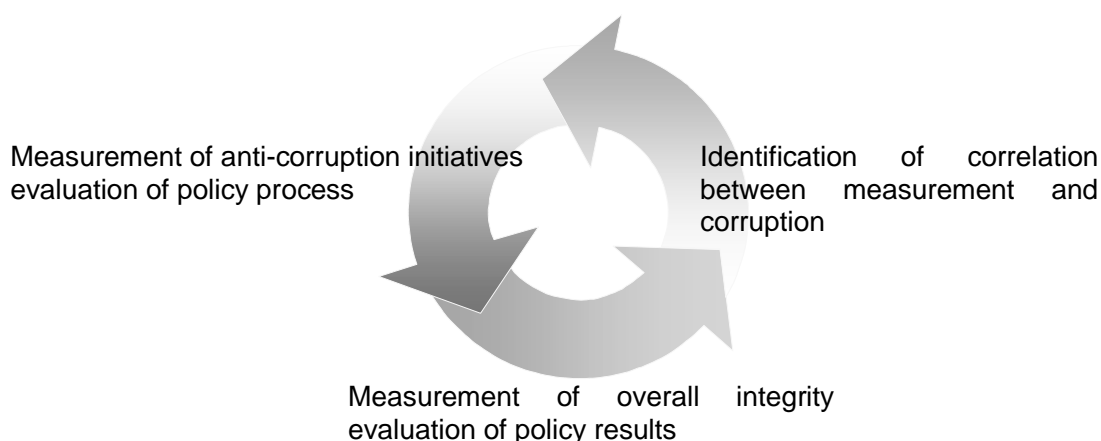 Measurement of anti-corruption initiatives
evaluation of policy process
Identification of correlation
between measurement and
corruption
Measurement of overall integrity
evaluation of policy results